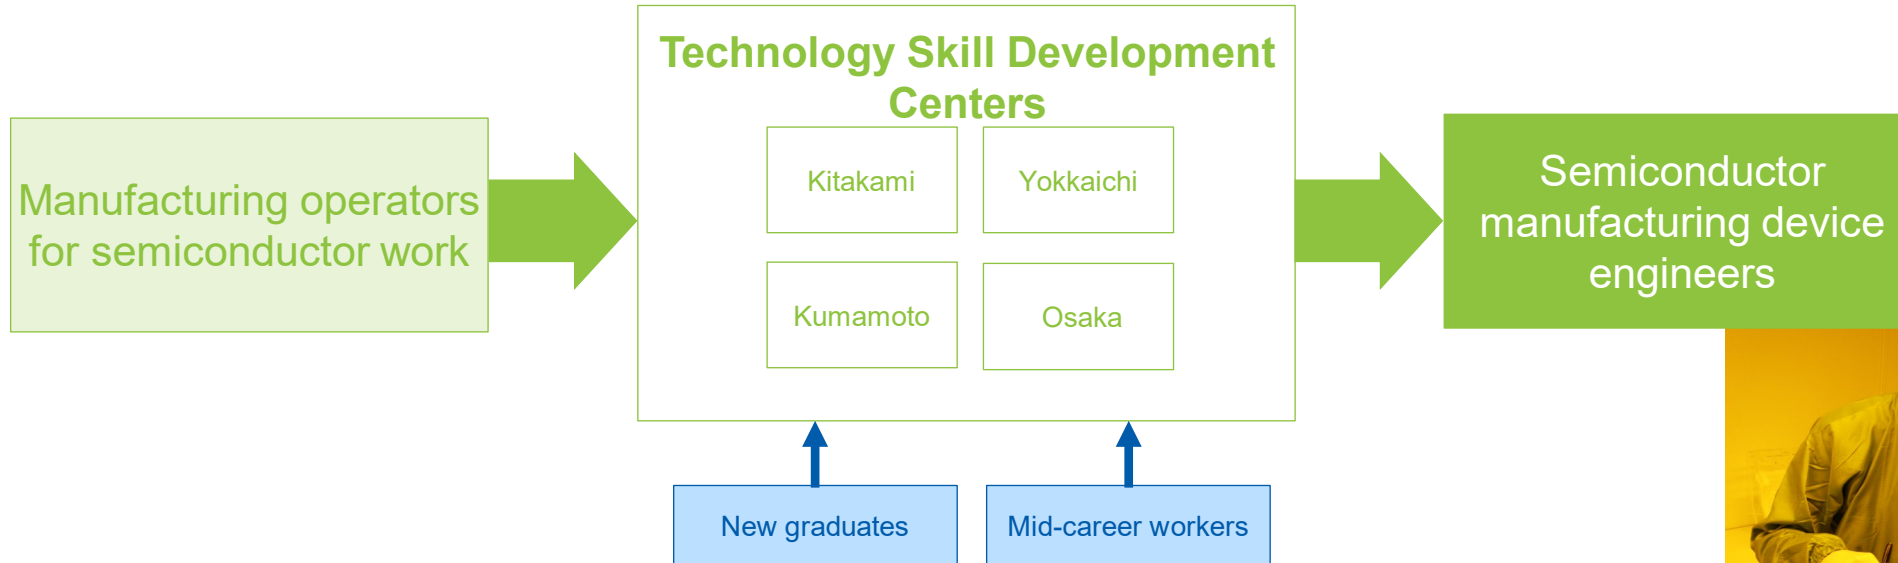 Technology Skill Development
Centers
Manufacturing operators
for semiconductor work
Kitakami
Yokkaichi
Kumamoto
Osaka
Semiconductor
manufacturing device
engineers
New graduates
Mid-career workers